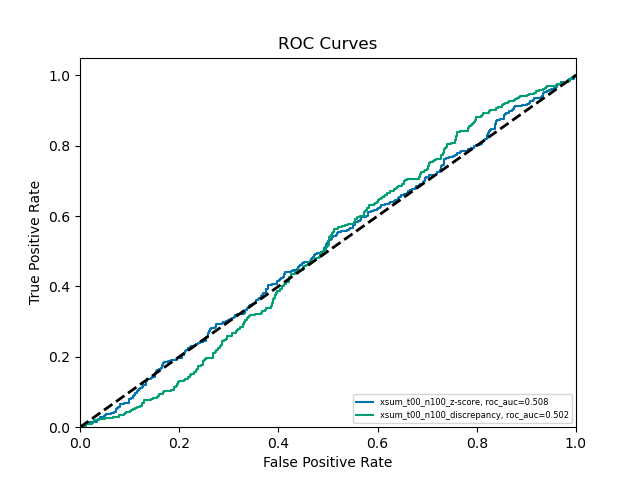 ROC Curves
True Positive Rate
1.0
0.8
0.6
0.4
0.2
0.0
0.0 0.2 0.4 0.6 0.8 1.0
False Positive Rate
xsum_t00_n100_z-score, roc_auc=0.508
xsum_t00_n100_discrepancy, roc_auc=0.502